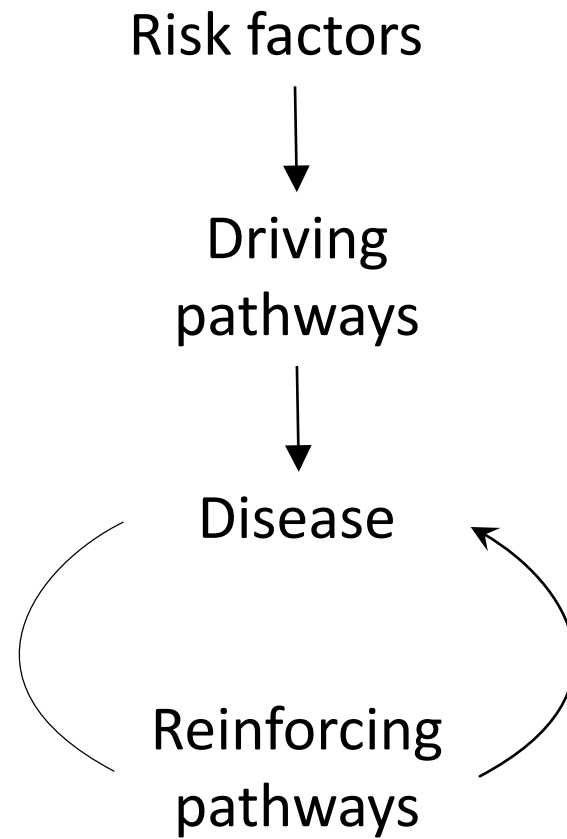 Risk factors
Driving
pathways
Disease
Reinforcing
pathways